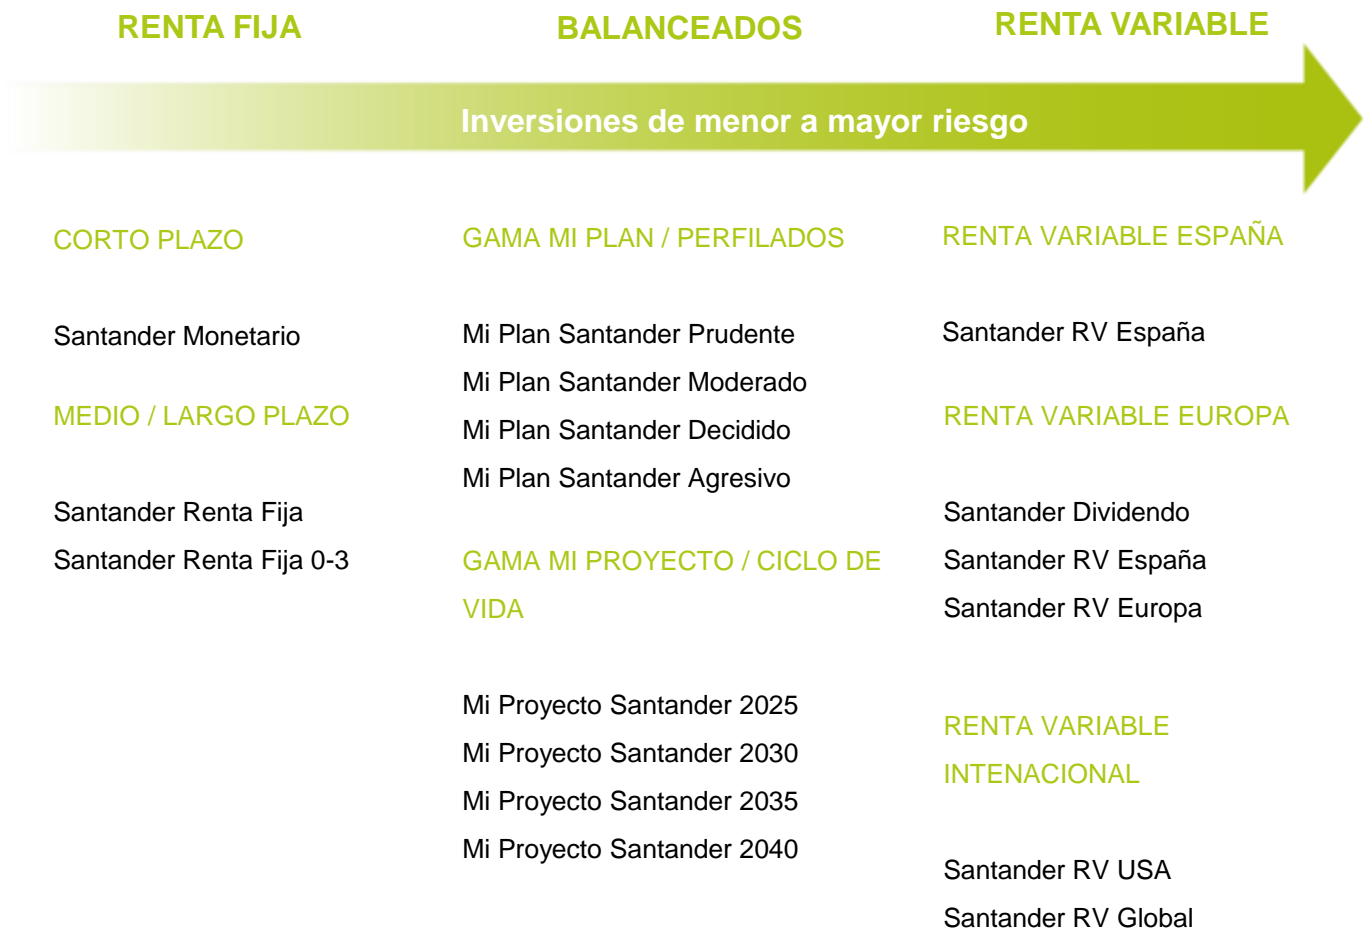 RENTA FIJA
BALANCEADOS
RENTA VARIABLE
Inversiones de menor a mayor riesgo
CORTO PLAZO
Santander Monetario
MEDIO / LARGO PLAZO
Santander Renta Fija
Santander Renta Fija 0-3
GAMA MI PLAN / PERFILADOS
Mi Plan Santander Prudente
Mi Plan Santander Moderado
Mi Plan Santander Decidido
Mi Plan Santander Agresivo
GAMA MI PROYECTO / CICLO DE
VIDA
Mi Proyecto Santander 2025
Mi Proyecto Santander 2030
Mi Proyecto Santander 2035
Mi Proyecto Santander 2040
RENTA VARIABLE ESPAÑA
Santander RV España
RENTA VARIABLE EUROPA
Santander Dividendo
Santander RV España
Santander RV Europa
RENTA VARIABLE
INTENACIONAL
Santander RV USA
Santander RV Global